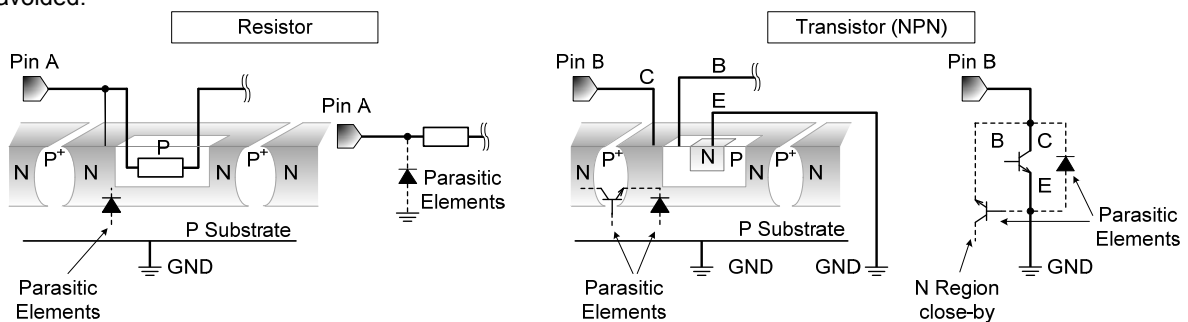 avoided.
Resistor
Transistor (NPN)
Pin A
Pin A
N P+ N P N P+ N
Parasitic
Elements
P Substrate
GND
Parasitic
Elements
Pin B
C
B
E
N P+ N N P N P+ N
P Substrate
GND
GND
Parasitic
Elements
Pin B
B
C
E
Parasitic
Elements
GND
N Region
close-by